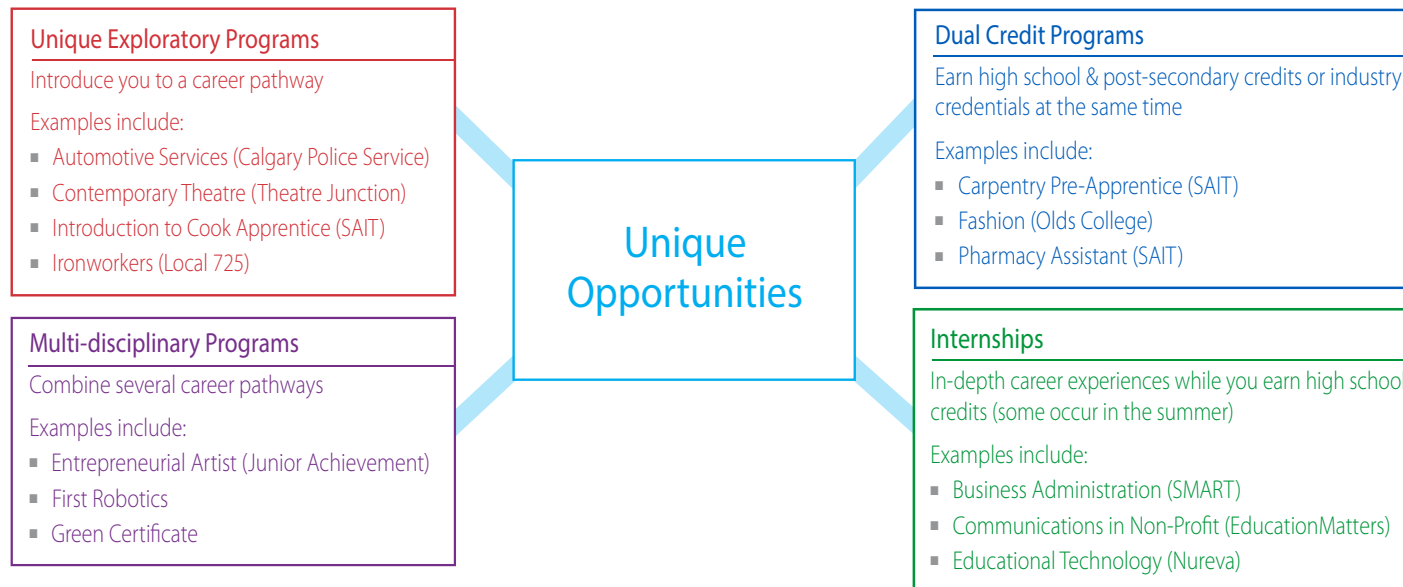 Unique Exploratory Programs
Introduce you to a career pathway
Examples include:
■ Automotive Services (Calgary Police Service)
■ Contemporary Theatre (Theatre Junction)
■ Introduction to Cook Apprentice (SAIT)
■ Ironworkers (Local 725)
Multi-disciplinary Programs
Combine several career pathways
Examples include:
■ Entrepreneurial Artist (Junior Achievement)
■ First Robotics
■ Green Certificate
Unique
Opportunities
Dual Credit Programs
Earn high school & post-secondary credits or industry
credentials at the same time
Examples include:
■ Carpentry Pre-Apprentice (SAIT)
■ Fashion (Olds College)
■ Pharmacy Assistant (SAIT)
Internships
In-depth career experiences while you earn high school
credits (some occur in the summer)
Examples include:
■ Business Administration (SMART)
■ Communications in Non-Profit (EducationMatters)
■ Educational Technology (Nureva)